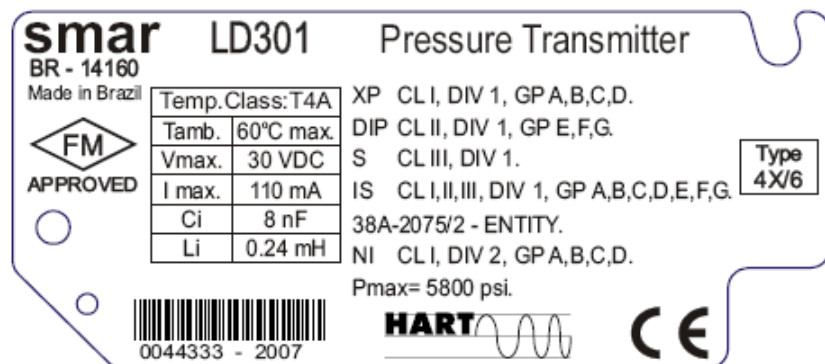 smar LD301 Pressure Transmitter
BR - 14160
Made in Brazil
FM
APPROVED
Temp.Class:T4A
Tamb. 60ºC max.
Vmax. 30 VDC
I max. 110 mA
Ci 8 nF
Li 0.24 mH
XP CL I, DIV 1, GP A,B,C,D.
DIP CL II, DIV 1, GP E,F,G.
S CL III, DIV 1.
IS CL I,II,III, DIV 1, GP A,B,C,D,E,F,G.
38A-2075/2 - ENTITY.
NI CL I, DIV 2, GP A,B,C,D.
Pmax= 5800 psi.
Type
4X/6
0044333 - 2007
HART
CE